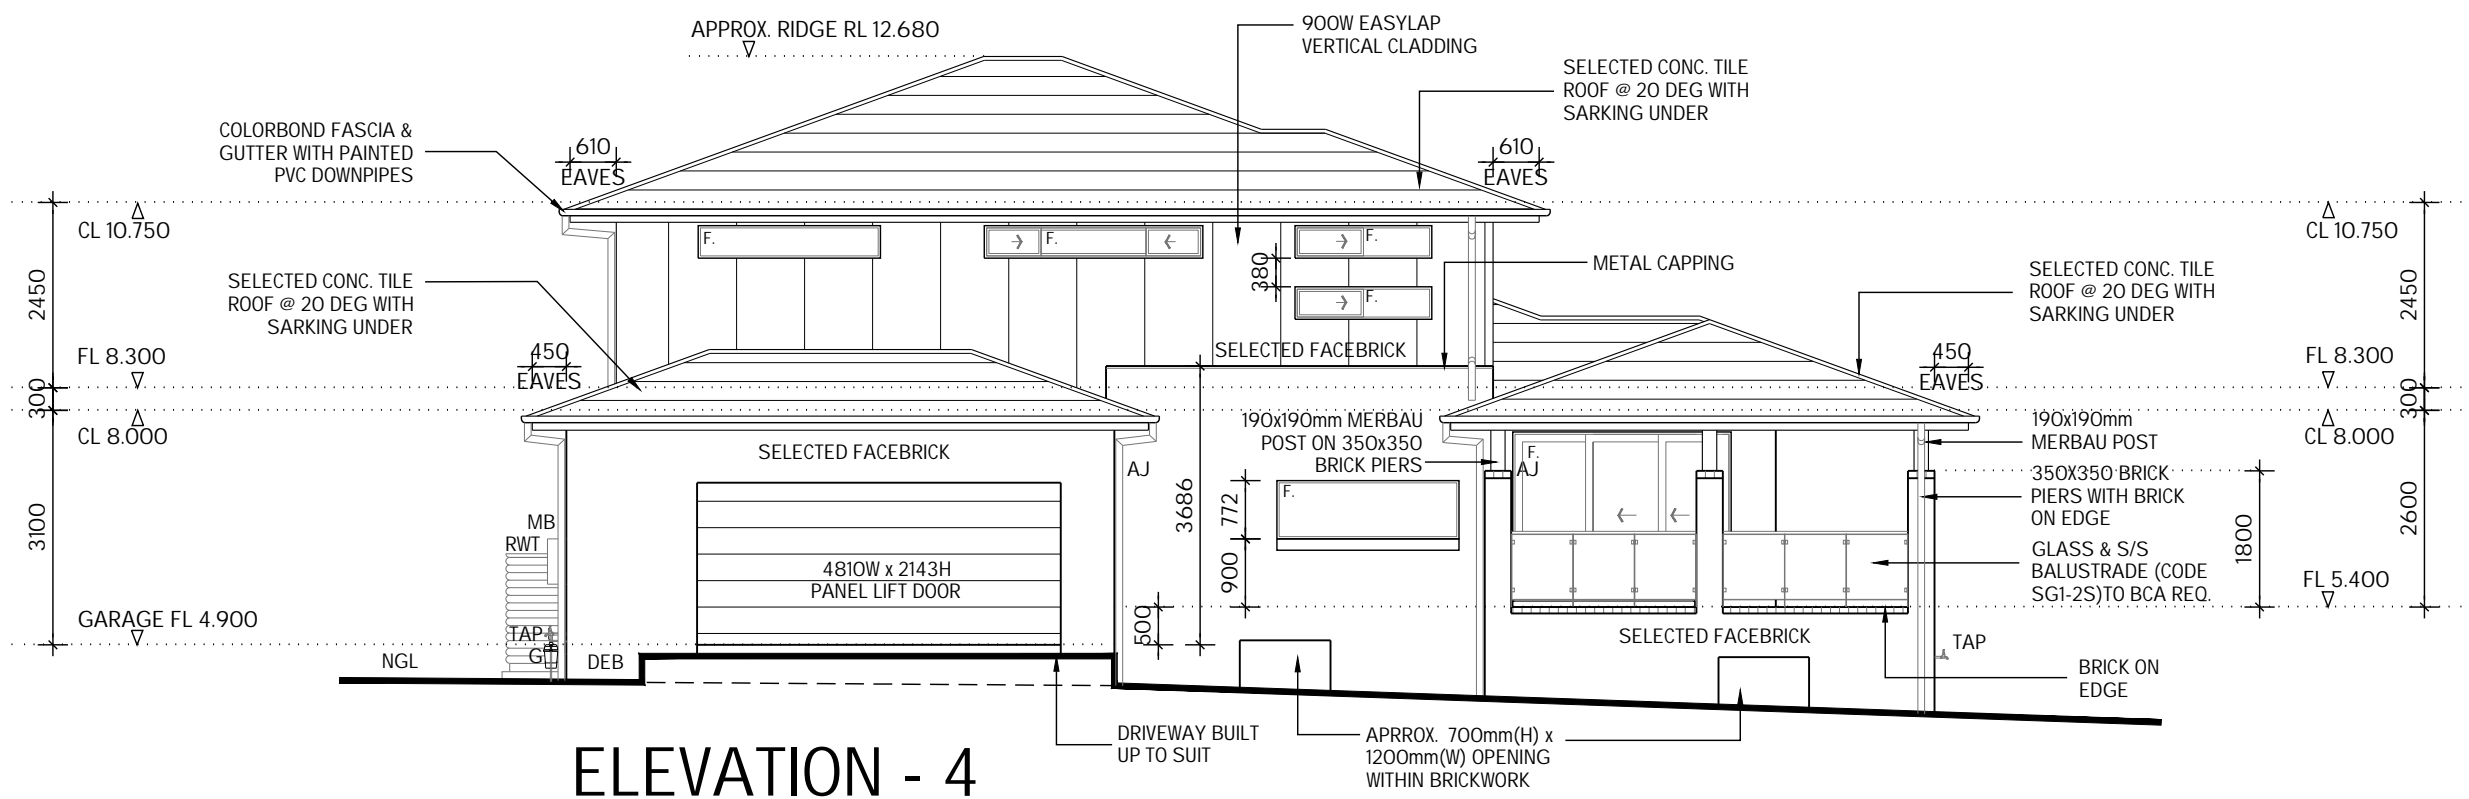 APPROX. RIDGE RL 12.680
900W EASYLAP
VERTICAL CLADDING
SELECTED CONC. TILE
ROOF @ 20 DEG WITH
SARKING UNDER
COLORBOND FASCIA &
GUTTER WITH PAINTED
PVC DOWNPIPES
610
EAVES
610
EAVES
CL 10.750
CL 10.750
F.
F.
F.
F.
380
METAL CAPPING
2450
2450
SELECTED CONC. TILE
ROOF @ 20 DEG WITH
SARKING UNDER
SELECTED CONC. TILE
ROOF @ 20 DEG WITH
SARKING UNDER
FL 8.300
FL 8.300
450
EAVES
SELECTED FACEBRICK
450
EAVES
300
300
CL 8.000
CL 8.000
SELECTED FACEBRICK
190x190mm MERBAU
POST ON 350x350
BRICK PIERS
190x190mm
MERBAU POST
350X350 BRICK
PIERS WITH BRICK
ON EDGE
AJ
AJ
F.
F.
3686
772
900
500
3100
1800
2600
MB
RWT
4810W x 2143H
PANEL LIFT DOOR
GLASS & S/S
BALUSTRADE (CODE
SG1-2S)TO BCA REQ.
FL 5.400
GARAGE FL 4.900
TAP
G
SELECTED FACEBRICK
TAP
NGL
DEB
BRICK ON
EDGE
DRIVEWAY BUILT
UP TO SUIT
APRROX. 700mm(H) x
1200mm(W) OPENING
WITHIN BRICKWORK
ELEVATION - 4